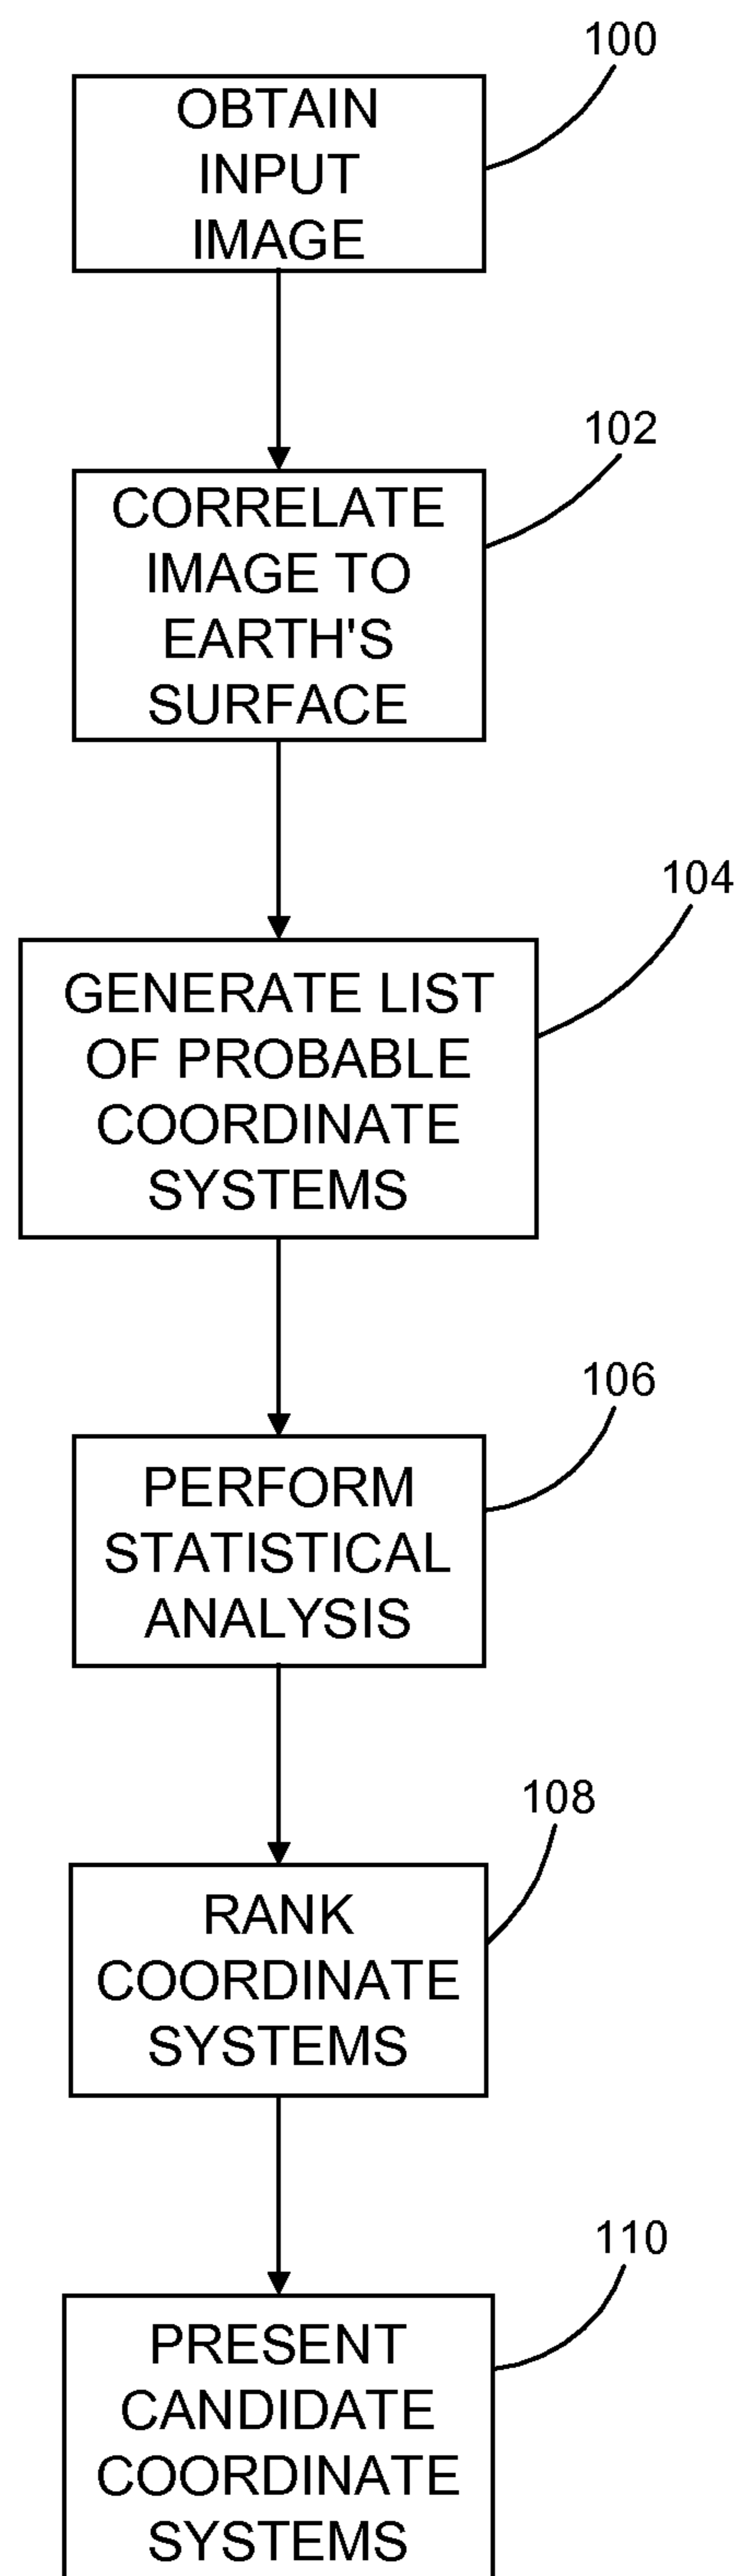 100
OBTAIN
INPUT
IMAGE
102
CORRELATE
IMAGE TO
EARTH'S
SURFACE
104
GENERATE LIST
OF PROBABLE
COORDINATE
SYSTEMS
106
PERFORM
STATISTICAL
ANALYSIS
108
RANK
COORDINATE
SYSTEMS
110
PRESENT
CANDIDATE
COORDINATE
SYSTEMS